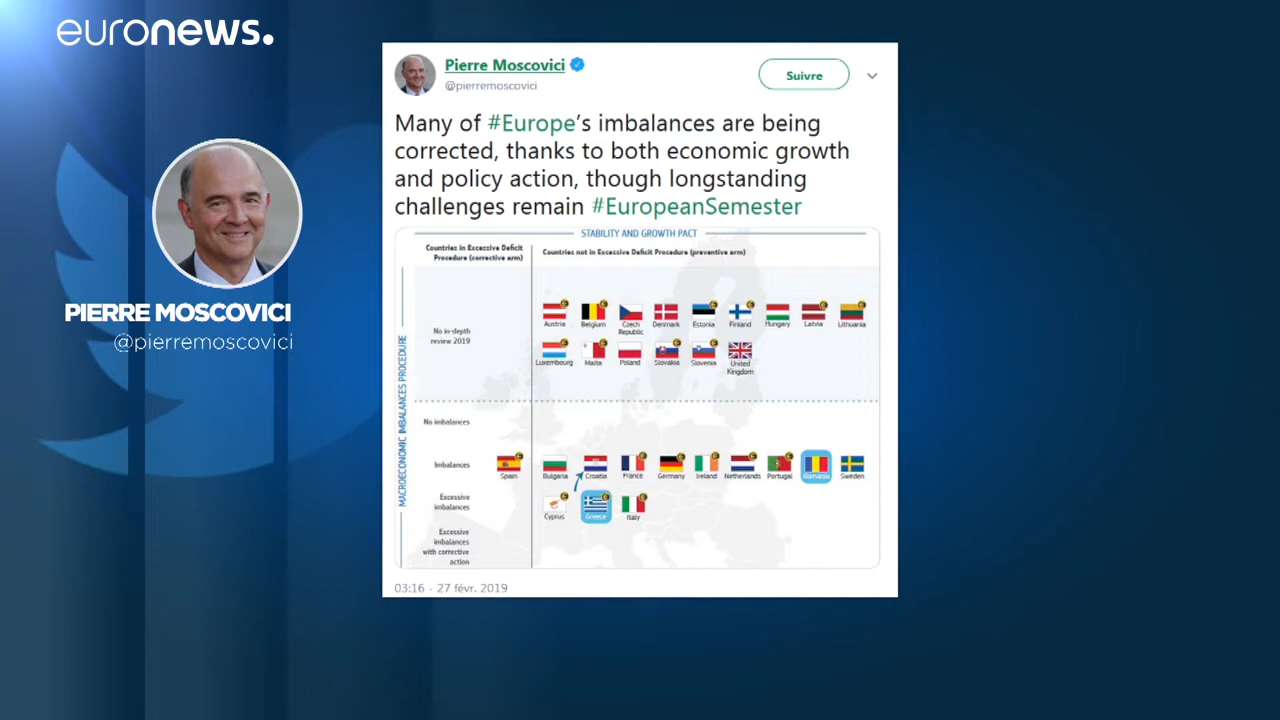 euronews.
Pierre Moscovici
@pierremoscovici
Suivre
Many of #Europe's imbalances are being
corrected, thanks to both economic growth
and policy action, though longstanding
challenges remain #EuropeanSemester
PIERRE MOSCOVICI
@pierremoscovici
STABILITY AND GROWTH PACT
Countries in Excessive Deficit
Procedure (corrective arm)
Countries not in Excessive Deficit Procedure (preventive arm)
MACROECONOMIC IMBALANCES PROCEDURE
No in-depth
review 2019
Austria Belgium Czech Republic Denmark Estonia Finland Hungary Latvia Lithuania
Luxembourg Malta Poland Slovakia Slovenia United Kingdom
No imbalances
Imbalances
Spain Bulgaria Croatia France Germany Ireland Netherlands Portugal Romania Sweden
Excessive
imbalances
Cyprus Greece Italy
Excessive
imbalances
with corrective
action
03:16 - 27 févr. 2019